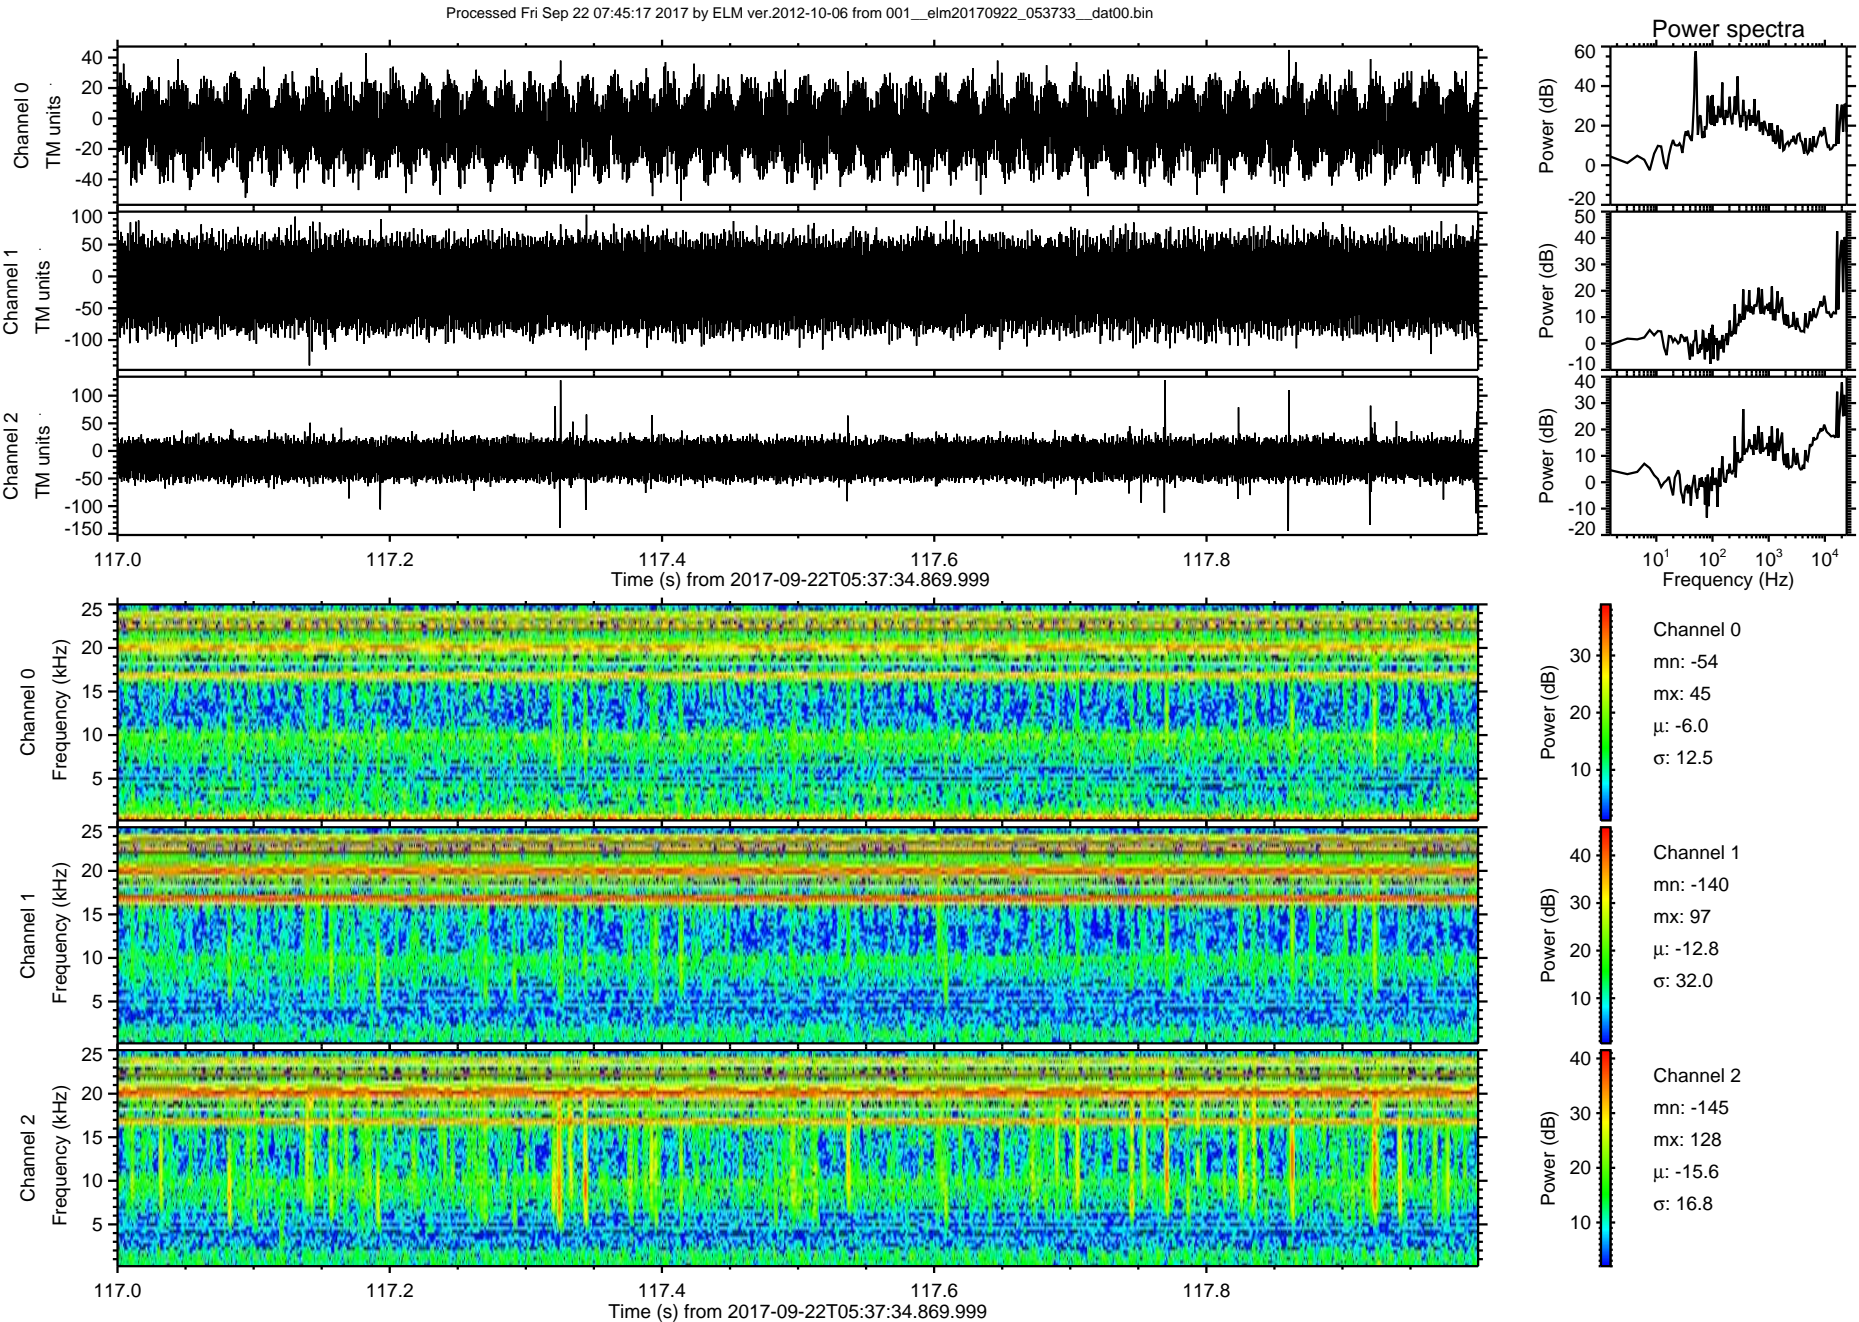 Processed Fri Sep 22 07:45:17 2017 by ELM ver.2012-10-06 from 001__elm20170922_053733__dat00.bin
Power spectra
Channel 0
TM units
40
20
0
-20
-40
Power (dB)
60
40
20
0
-20
Channel 1
TM units
100
50
0
-50
-100
Power (dB)
50
40
30
20
10
0
-10
Channel 2
TM units
100
50
0
-50
-100
-150
Power (dB)
40
30
20
10
0
-10
-20
117.0 117.2 117.4 117.6 117.8
Time (s) from 2017-09-22T05:37:34.869.999
10^1 10^2 10^3 10^4
Frequency (Hz)
Channel 0
Frequency (kHz)
25
20
15
10
5
Power (dB)
30
20
10
Channel 0
mn: -54
mx: 45
μ: -6.0
σ: 12.5
Channel 1
Frequency (kHz)
25
20
15
10
5
Power (dB)
40
30
20
10
Channel 1
mn: -140
mx: 97
μ: -12.8
σ: 32.0
Channel 2
Frequency (kHz)
25
20
15
10
5
Power (dB)
40
30
20
10
Channel 2
mn: -145
mx: 128
μ: -15.6
σ: 16.8
117.0 117.2 117.4 117.6 117.8
Time (s) from 2017-09-22T05:37:34.869.999